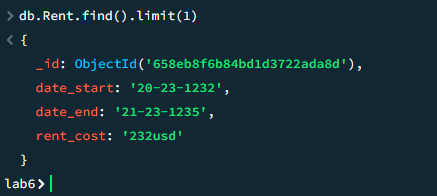 > db.Rent.find().limit(1)
< {
_id: ObjectId('658eb8f6b84bd1d3722ada8d'),
date_start: '20-23-1232',
date_end: '21-23-1235',
rent_cost: '232usd'
}
lab6>